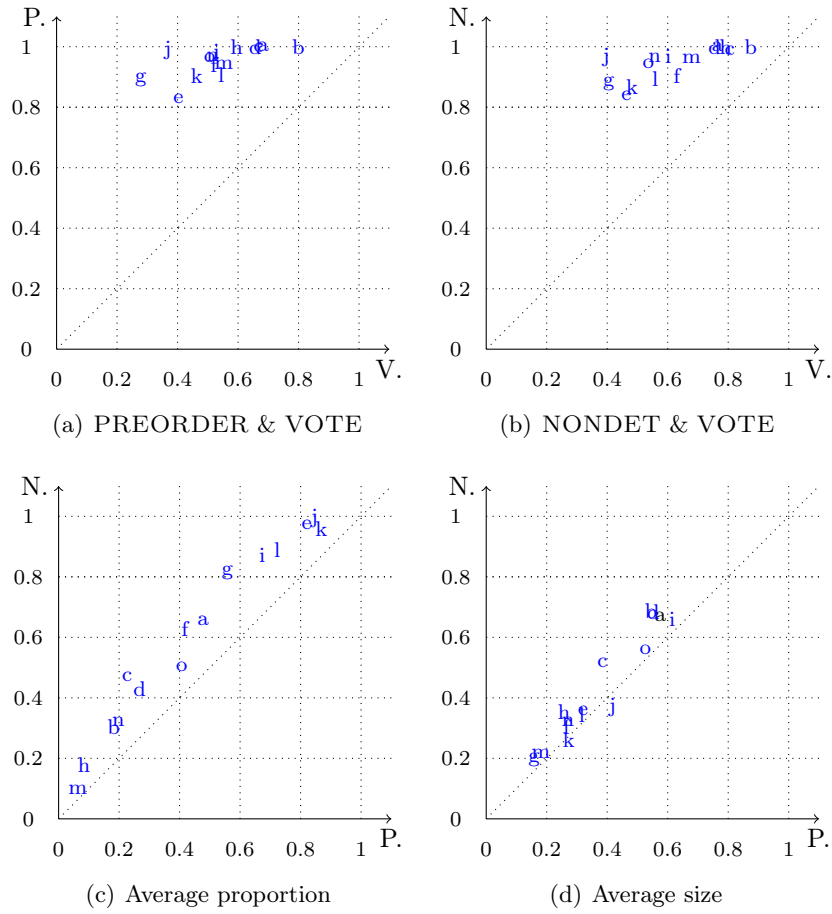 P.
N.
1
j
n
i
h
d
a
b
1
j
n
i
m
a
h
c
b
g
k
m
l
e
o
g
k
e
l
f
0.8
0.8
0.6
0.6
0.4
0.4
0.2
0.2
0
0
V.
V.
0 0.2 0.4 0.6 0.8 1
0 0.2 0.4 0.6 0.8 1
(a) PREORDER & VOTE
(b) NONDET & VOTE
N.
N.
1
j
e
k
1
i
l
g
0.8
0.8
a
f
b
a
i
0.6
0.6
o
o
c
d
c
0.4
0.4
n
b
h
e
l
j
n
k
0.2
h
0.2
m
g
m
0
0
P.
P.
0 0.2 0.4 0.6 0.8 1
0 0.2 0.4 0.6 0.8 1
(c) Average proportion
(d) Average size